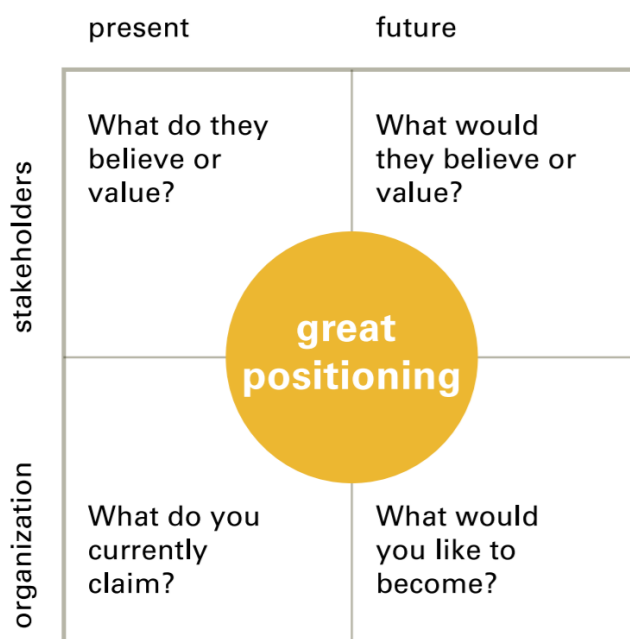 present
future
stakeholders
What do they
believe or
value?
What would
they believe or
value?
great
positioning
organization
What do you
currently
claim?
What would
you like to
become?